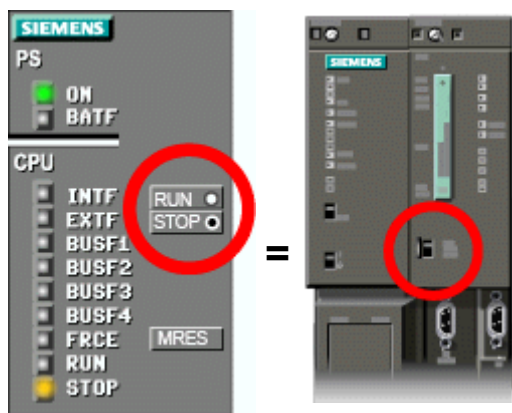 SIEMENS
PS
ON
BATF
CPU
INTF
EXTF
BUSF1
BUSF2
BUSF3
BUSF4
FRCE
RUN
STOP
RUN
STOP
MRES
=
SIEMENS